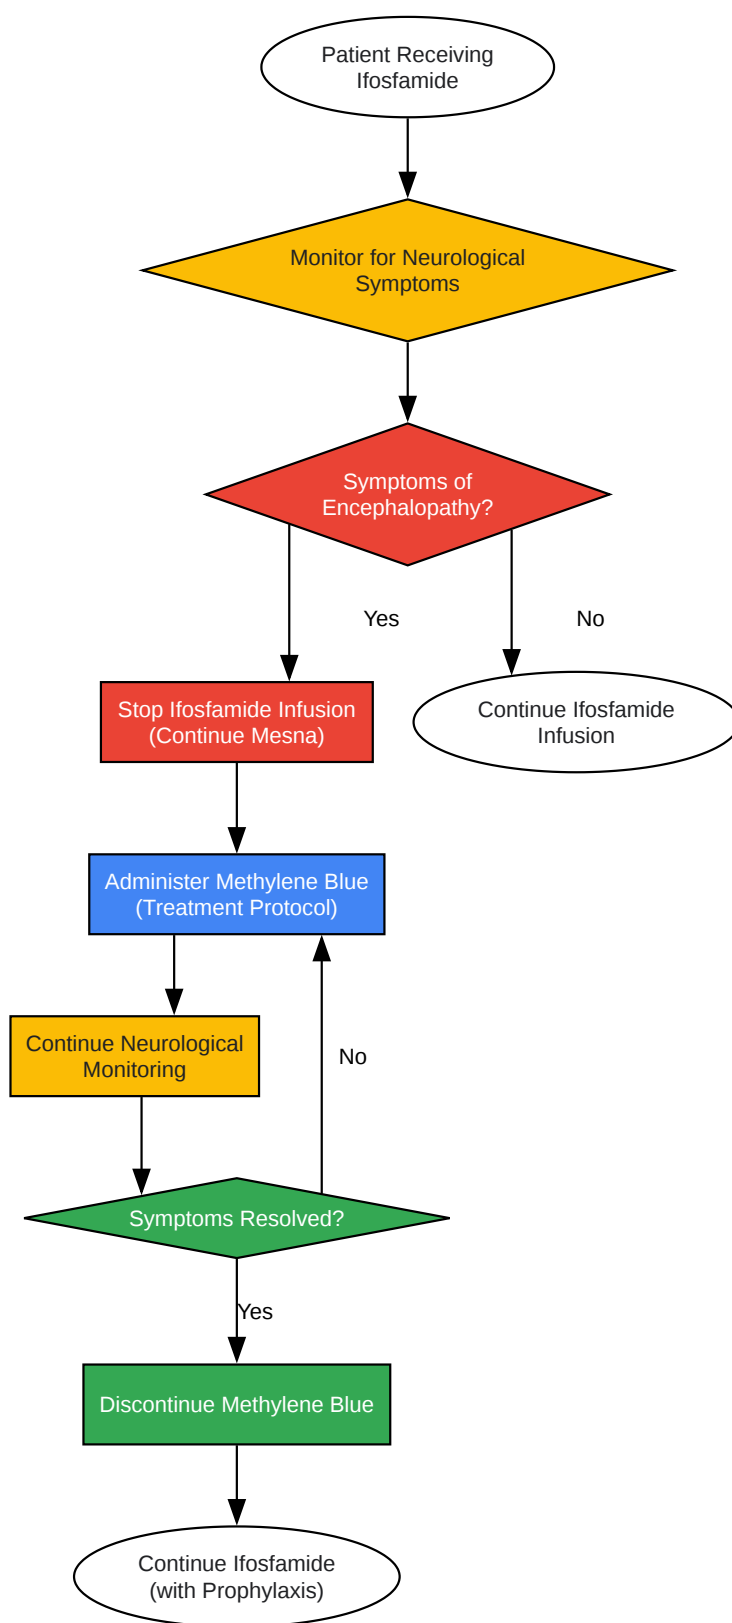 Patient Receiving
Ifosfamide
Monitor for Neurological
Symptoms
Symptoms of
Encephalopathy?
Yes
No
Stop Ifosfamide Infusion
(Continue Mesna)
Continue Ifosfamide
Infusion
Administer Methylene Blue
(Treatment Protocol)
Continue Neurological
Monitoring
No
Symptoms Resolved?
Yes
Discontinue Methylene Blue
Continue Ifosfamide
(with Prophylaxis)